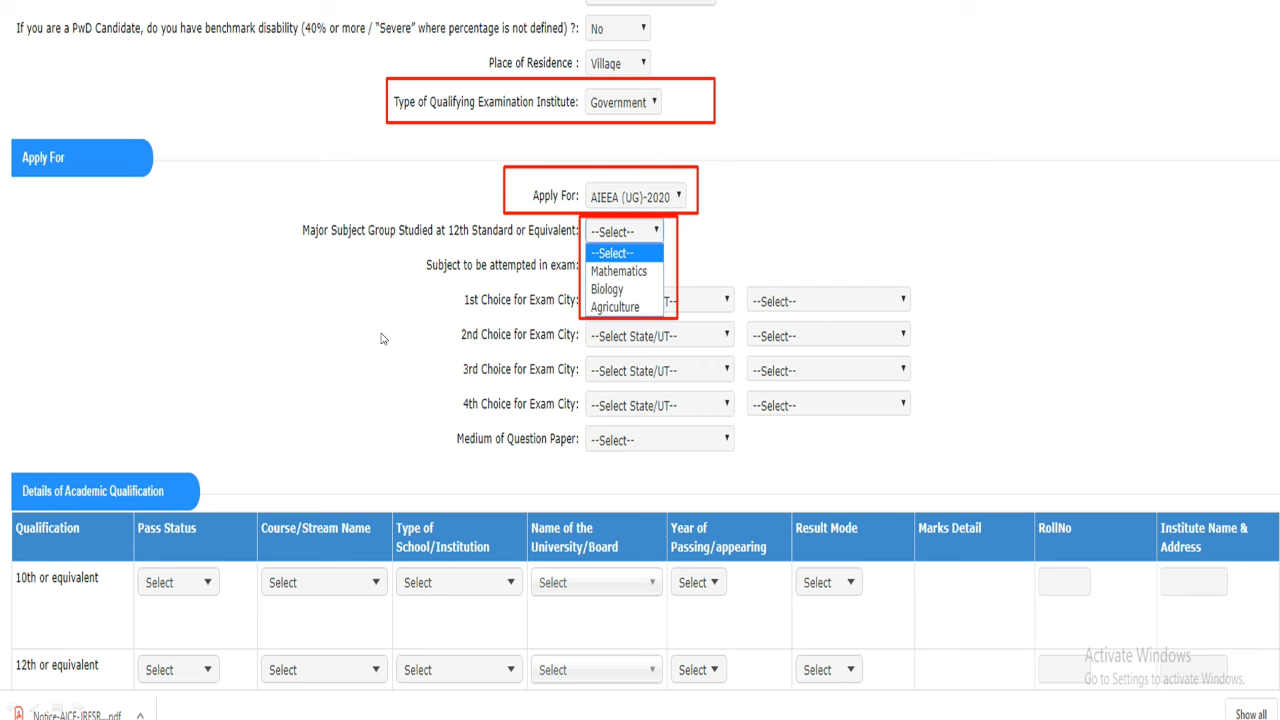 If you are a PwD Candidate, do you have benchmark disability (40% or more / "Severe" where percentage is not defined) ?: No
Place of Residence : Village
Type of Qualifying Examination Institute: Government
Apply For
Apply For: AIEEA (UG)-2020
Major Subject Group Studied at 12th Standard or Equivalent: --Select--
--Select--
Subject to be attempted in exam:
Mathematics
Biology
1st Choice for Exam City: T-- --Select--
Agriculture
2nd Choice for Exam City: --Select State/UT-- --Select--
3rd Choice for Exam City: --Select State/UT-- --Select--
4th Choice for Exam City: --Select State/UT-- --Select--
Medium of Question Paper: --Select--
Details of Academic Qualification
Qualification Pass Status Course/Stream Name Type of School/Institution Name of the University/Board Year of Passing/appearing Result Mode Marks Detail RollNo Institute Name & Address
10th or equivalent Select Select Select Select Select Select
12th or equivalent Select Select Select Select Select Select
Activate Windows
Go to Settings to activate Windows.
Notice-AICE-JRFSR....pdf
Show all